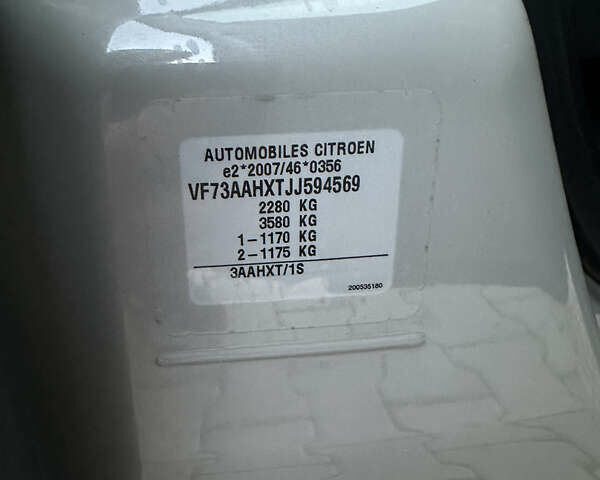 AUTOMOBILES CITROEN
e2*2007/46*0356
VF73AAHXTJJ594569
2280 KG
3580 KG
1-1170 KG
2-1175 KG
3AAHXT/1S
200535180